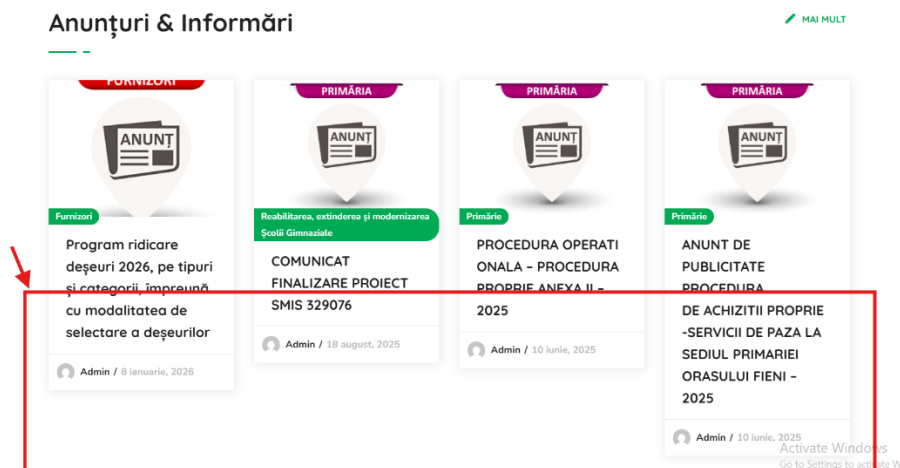 Anunțuri & Informări
MAI MULT
FURNIZORI
ANUNȚ
Furnizori
Program ridicare
deșeuri 2026, pe tipuri
și categorii, împreună
cu modalitatea de
selectare a deșeurilor
Admin / 8 ianuarie, 2026
PRIMĂRIA
ANUNȚ
Reabilitarea, extinderea și modernizarea
Școlii Gimnaziale
COMUNICAT
FINALIZARE PROIECT
SMIS 329076
Admin / 18 august, 2025
PRIMĂRIA
ANUNȚ
Primărie
PROCEDURA OPERATI
ONALA – PROCEDURA
PROPRIE ANEXA II –
2025
Admin / 10 iunie, 2025
PRIMĂRIA
ANUNȚ
Primărie
ANUNT DE
PUBLICITATE
PROCEDURA
DE ACHIZITII PROPRIE
-SERVICII DE PAZA LA
SEDIUL PRIMARIEI
ORASULUI FIENI –
2025
Admin / 10 iunie, 2025
Activate Windows
Go to Settings to activate W